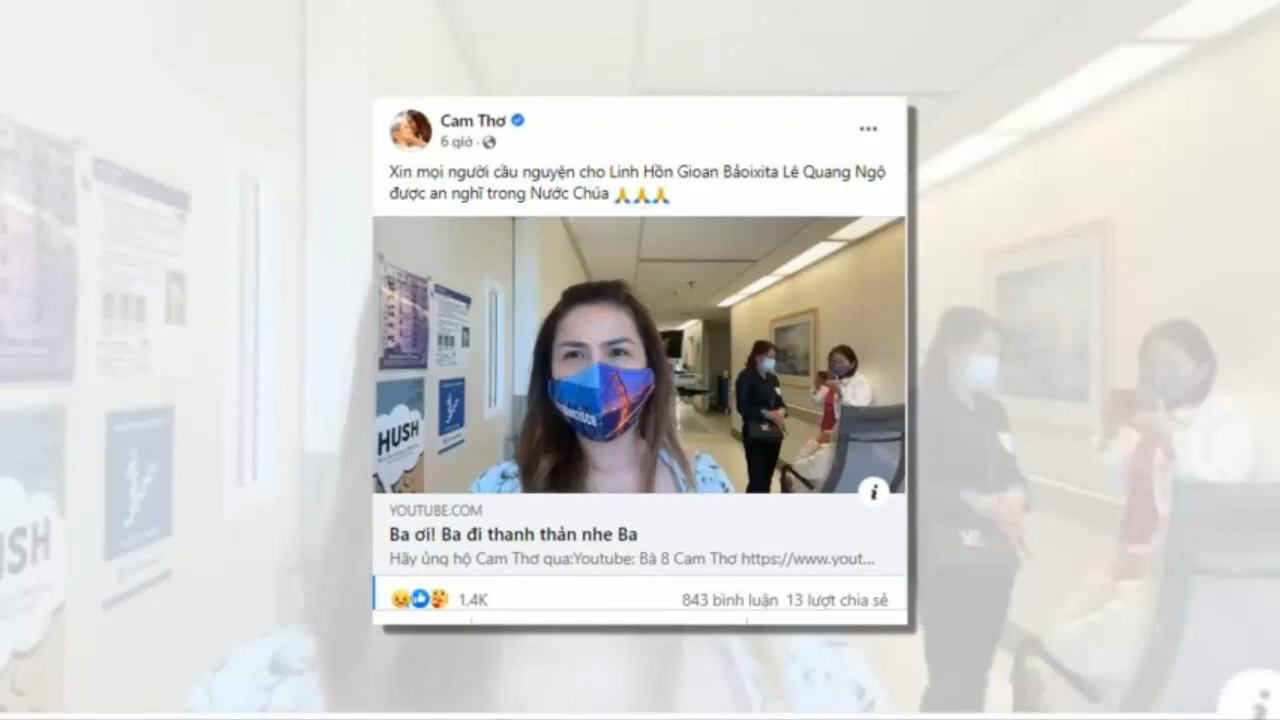 Cam Thơ
6 giờ ·
Xin mọi người cầu nguyện cho Linh Hồn Gioan Bảoixita Lê Quang Ngộ
được an nghĩ trong Nước Chúa 🙏🙏🙏
HUSH
YOUTUBE.COM
Ba ơi! Ba đi thanh thản nhe Ba
Hãy ủng hộ Cam Thơ qua:Youtube: Bà 8 Cam Thơ https://www.yout...
1,4K
843 bình luận 13 lượt chia sẻ